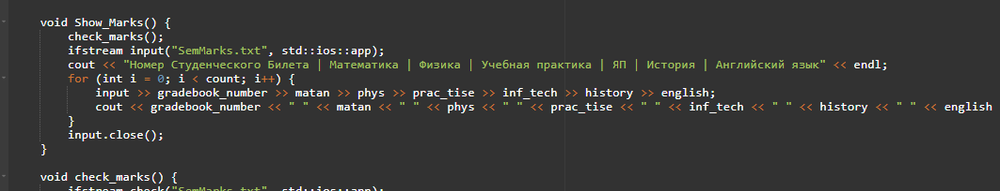 void Show_Marks() {
check_marks();
ifstream input("SemMarks.txt", std::ios::app);
cout << "Номер Студенческого Билета | Математика | Физика | Учебная практика | ЯП | История | Английский язык" << endl;
for (int i = 0; i < count; i++) {
input >> gradebook_number >> matan >> phys >> prac_tise >> inf_tech >> history >> english;
cout << gradebook_number << " " << matan << " " << phys << " " << prac_tise << " " << inf_tech << " " << history << " " << english
}
input.close();
}
void check_marks() {
ifstream check("SemMarks.txt", std::ios::app);